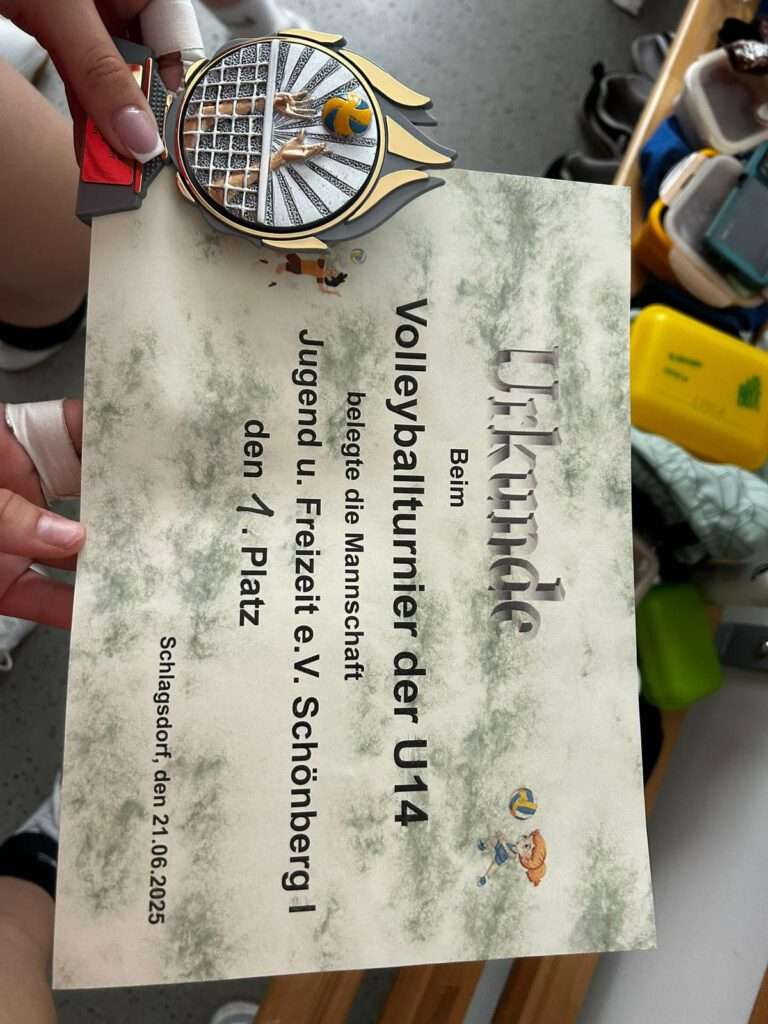 Urkunde
Beim
Volleyballturnier der U14
belegte die Mannschaft
Jugend u. Freizeit e.V. Schönberg I
den 1. Platz
Schlagsdorf, den 21.06.2025